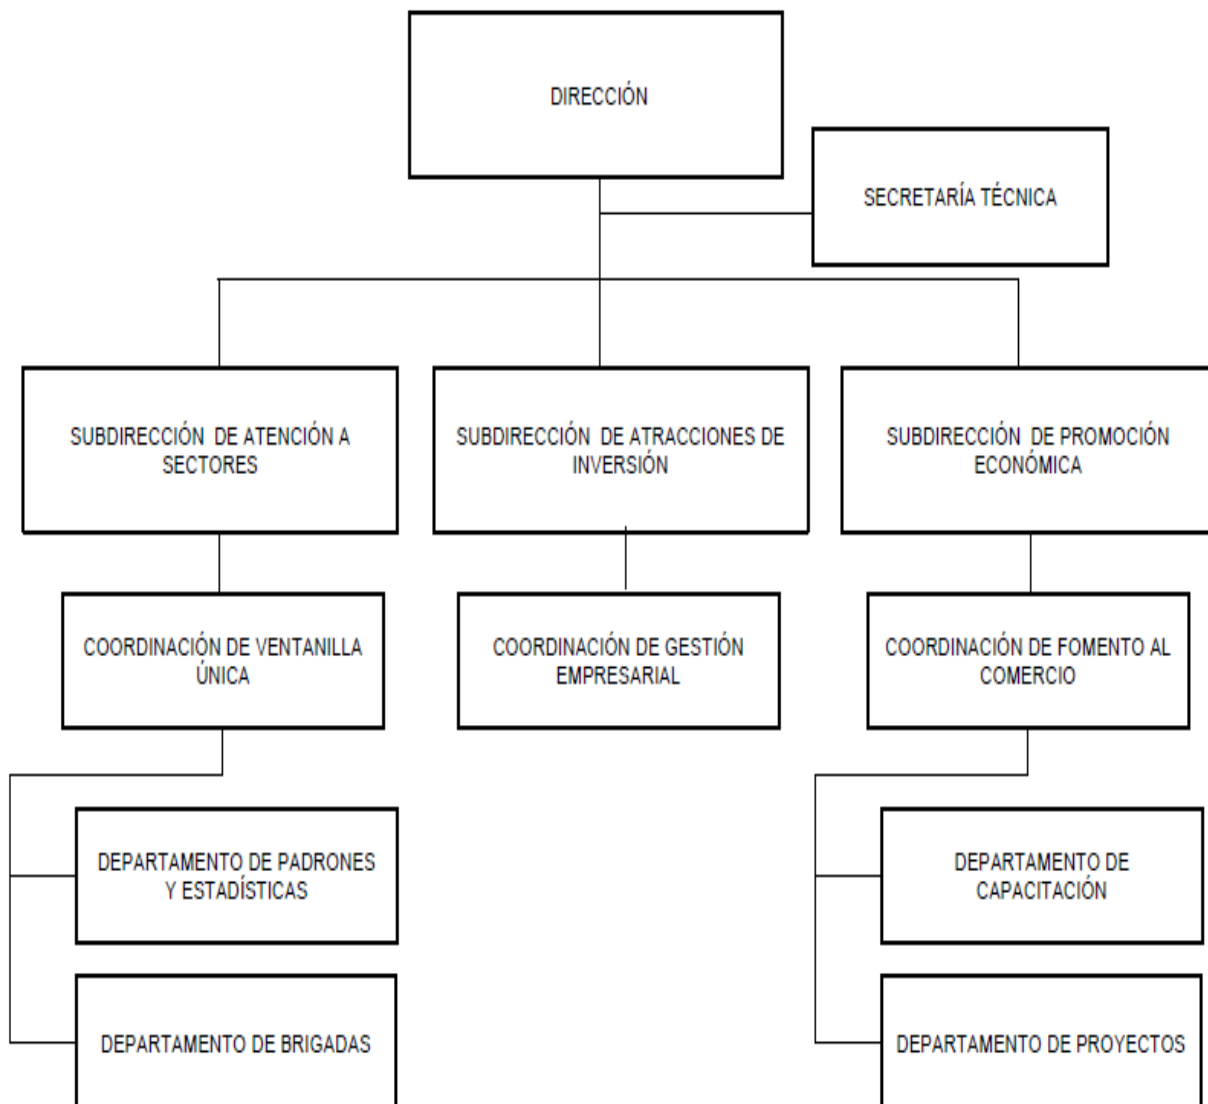 DIRECCIÓN
SECRETARÍA TÉCNICA
SUBDIRECCIÓN DE ATENCIÓN A
SECTORES
SUBDIRECCIÓN DE ATRACCIONES DE
INVERSIÓN
SUBDIRECCIÓN DE PROMOCIÓN
ECONÓMICA
COORDINACIÓN DE VENTANILLA
ÚNICA
COORDINACIÓN DE GESTIÓN
EMPRESARIAL
COORDINACIÓN DE FOMENTO AL
COMERCIO
DEPARTAMENTO DE PADRONES
Y ESTADÍSTICAS
DEPARTAMENTO DE
CAPACITACIÓN
DEPARTAMENTO DE BRIGADAS
DEPARTAMENTO DE PROYECTOS